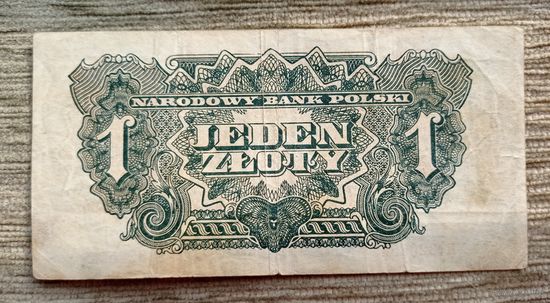 NARODOWY BANK POLSKI
1 JEDEN 1
ZŁOTY